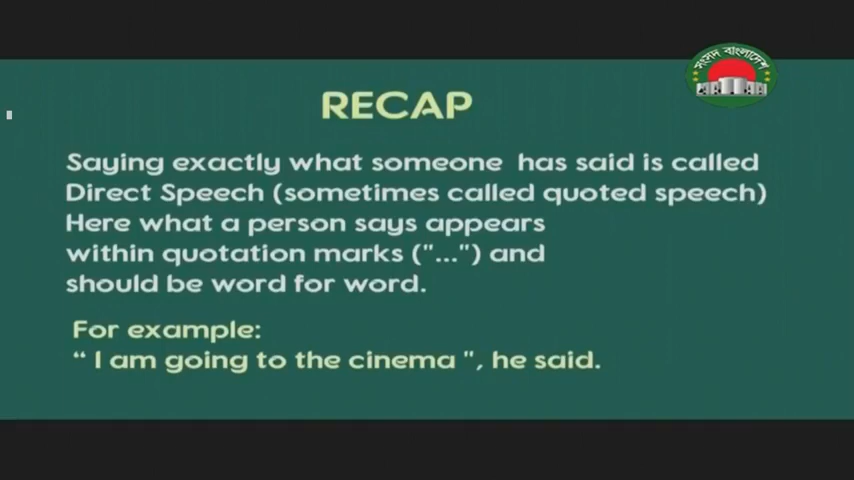 সংসদ বাংলাদেশ
RECAP
Saying exactly what someone has said is called
Direct Speech (sometimes called quoted speech)
Here what a person says appears
within quotation marks ("...") and
should be word for word.
For example:
“ I am going to the cinema ", he said.